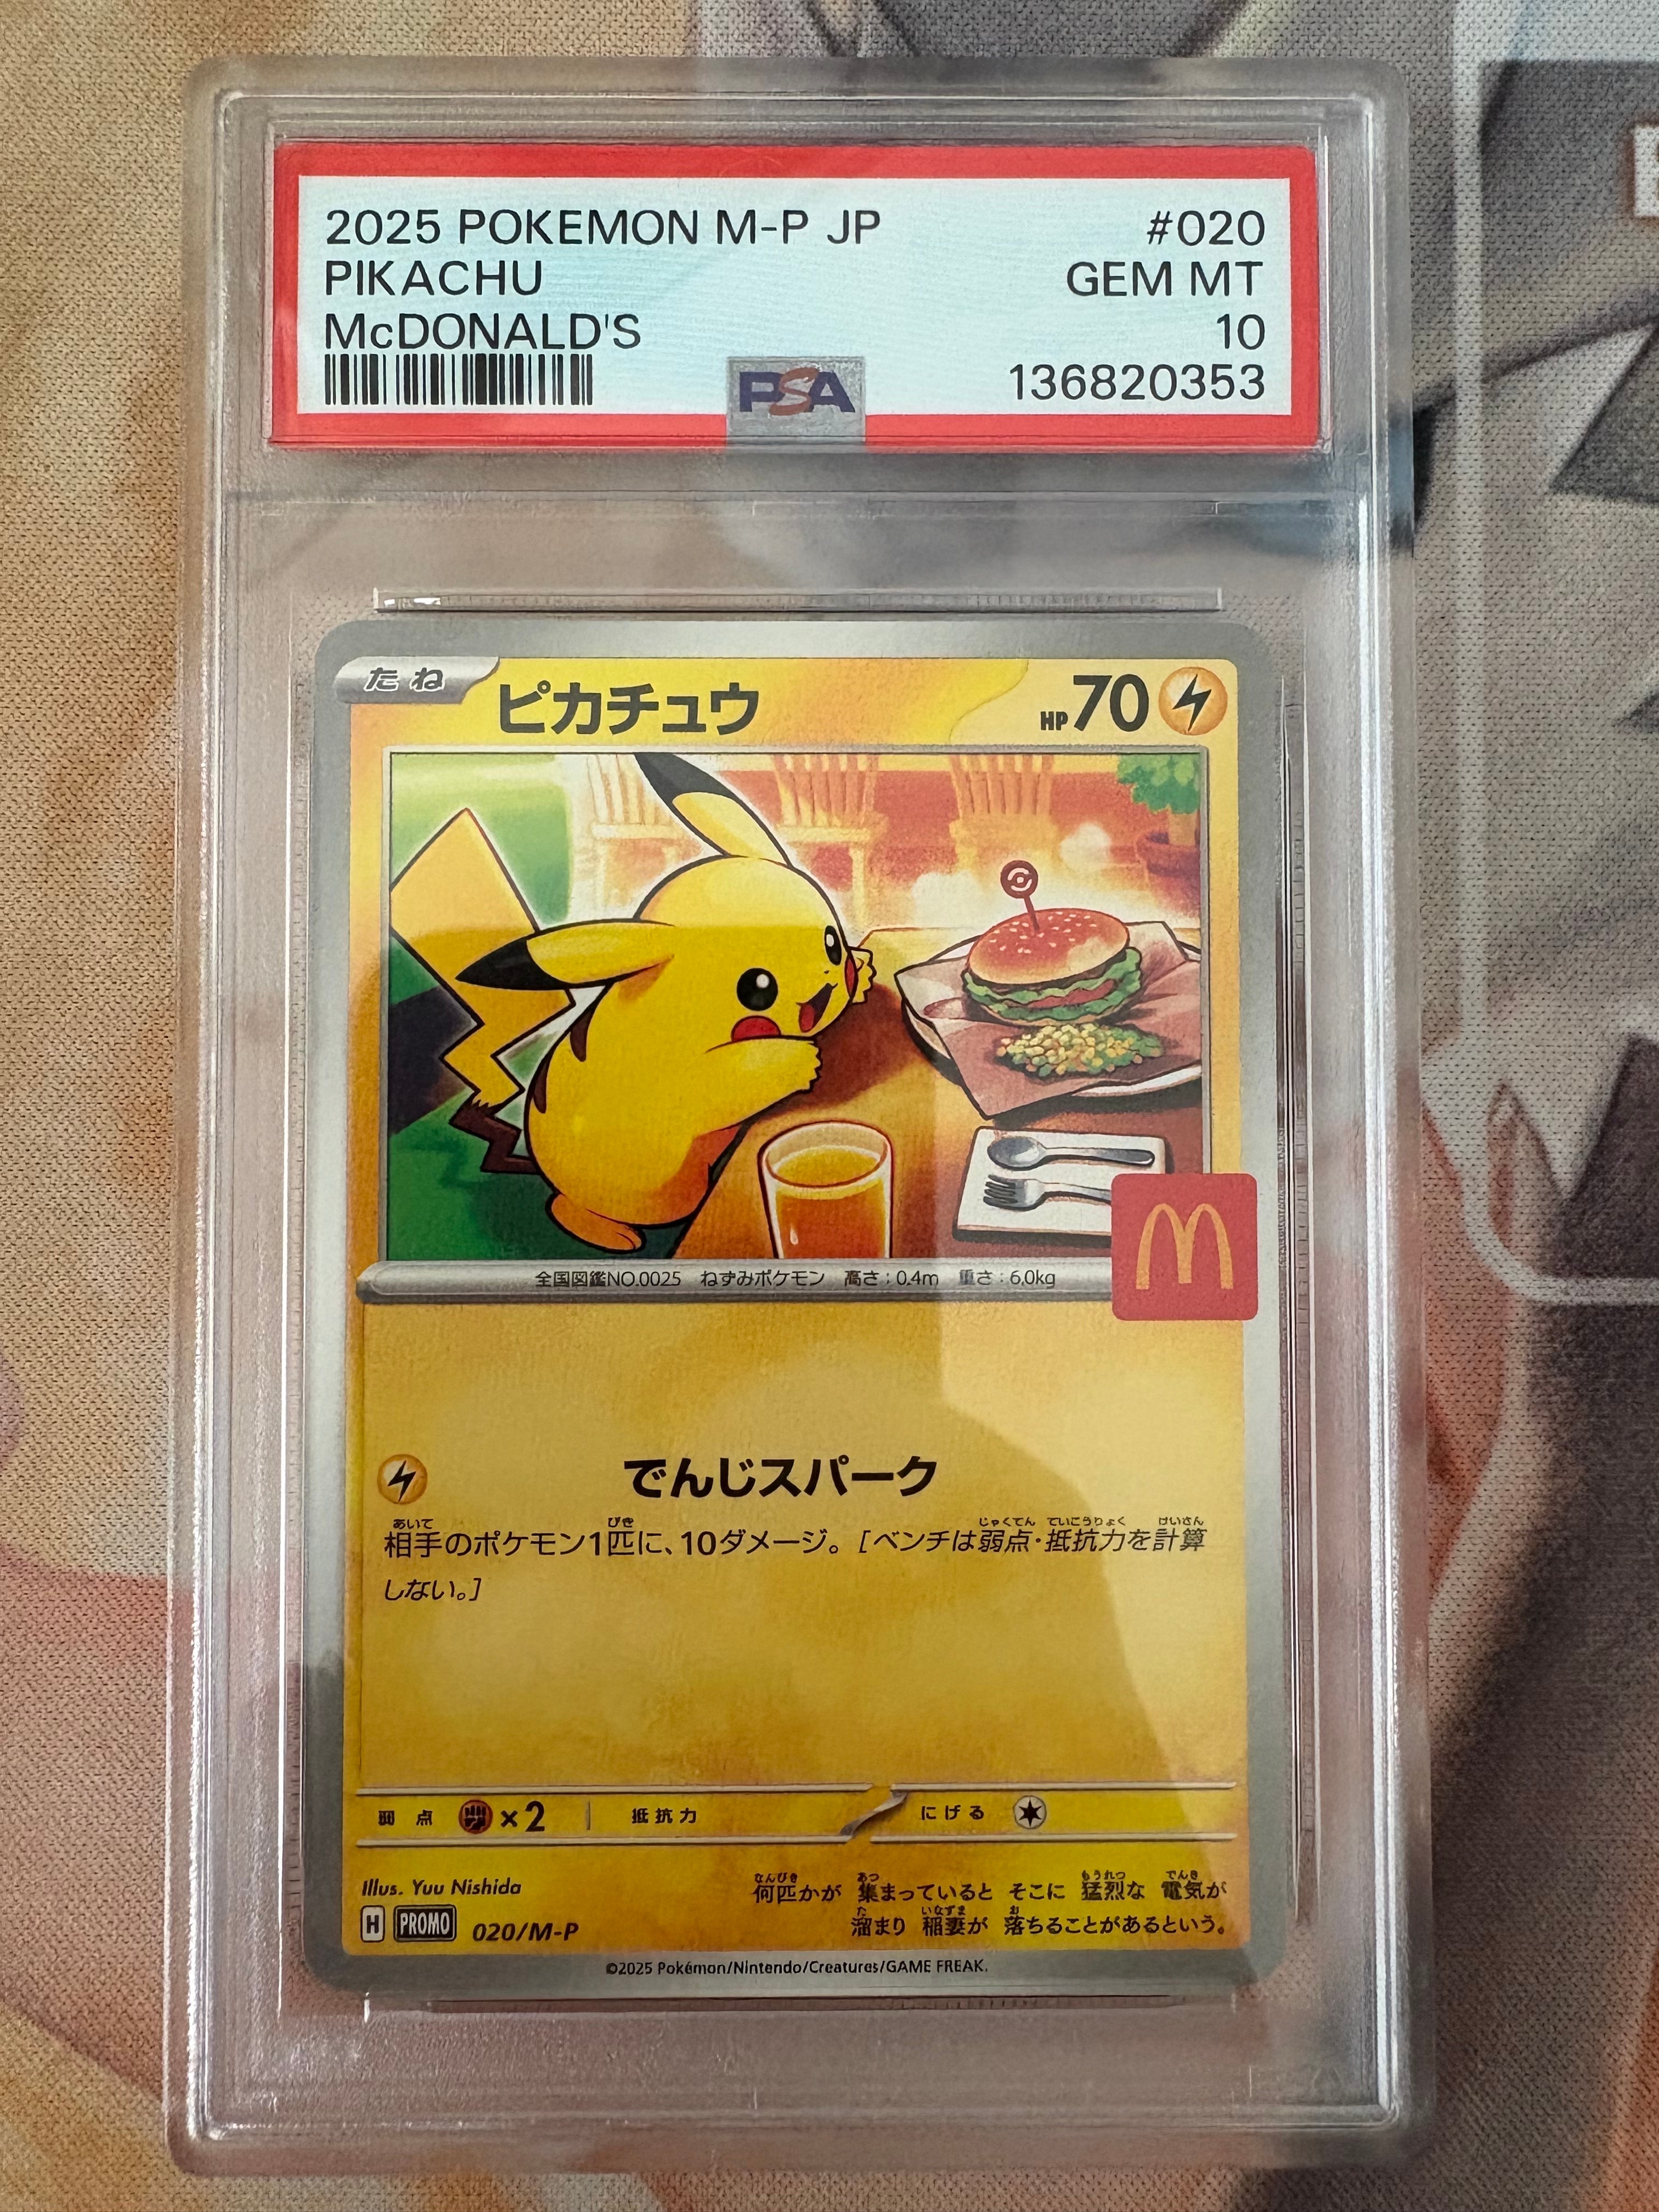 2025 POKEMON M-P JP #020
PIKACHU GEM MT
McDONALD'S 10
PSA 136820353
たね ピカチュウ HP70
全国図鑑NO.0025 ねずみポケモン 高さ:0.4m 重さ:6.0kg
M
でんじスパーク
相手のポケモン1匹に、10ダメージ。[ベンチは弱点・抵抗力を計算
しない。]
弱点 ×2 抵抗力 にげる
Illus. Yuu Nishida
何匹かが 集まっていると そこに 猛烈な 電気が
溜まり 稲妻が 落ちることがあるという。
H PROMO 020/M-P
©2025 Pokémon/Nintendo/Creatures/GAME FREAK.